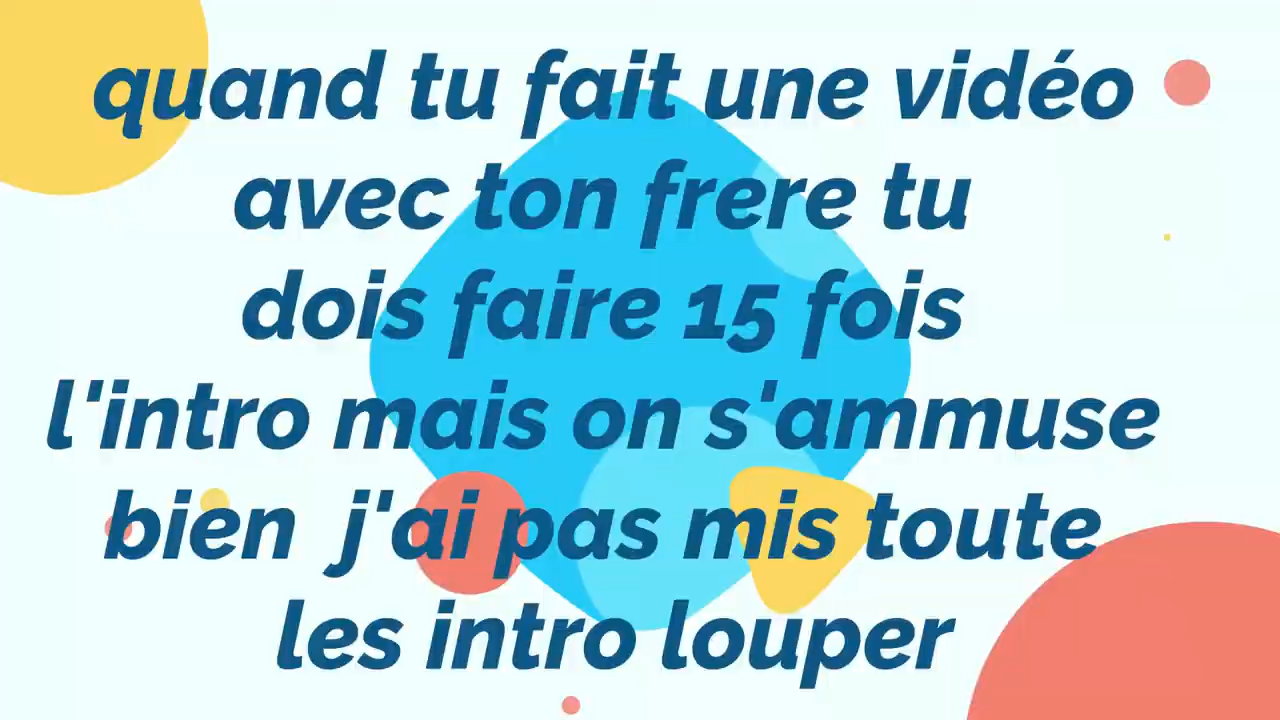 quand tu fait une vidéo
avec ton frere tu
dois faire 15 fois
l'intro mais on s'ammuse
bien j'ai pas mis toute
les intro louper